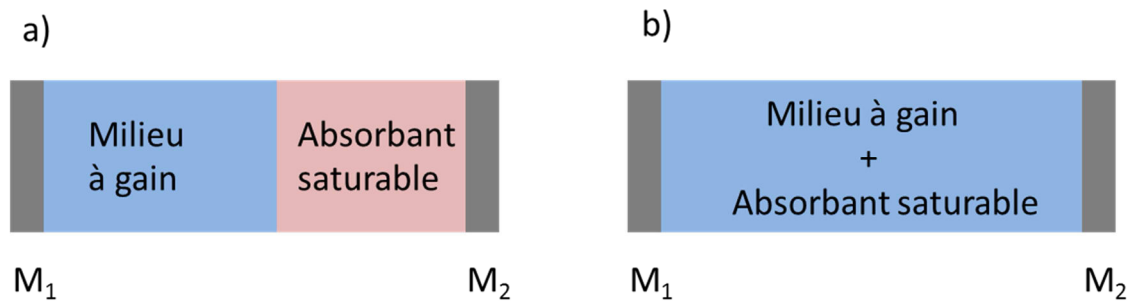 a)
Milieu
à gain
Absorbant
saturable
M₁
M₂
b)
Milieu à gain
+
Absorbant saturable
M₁
M₂